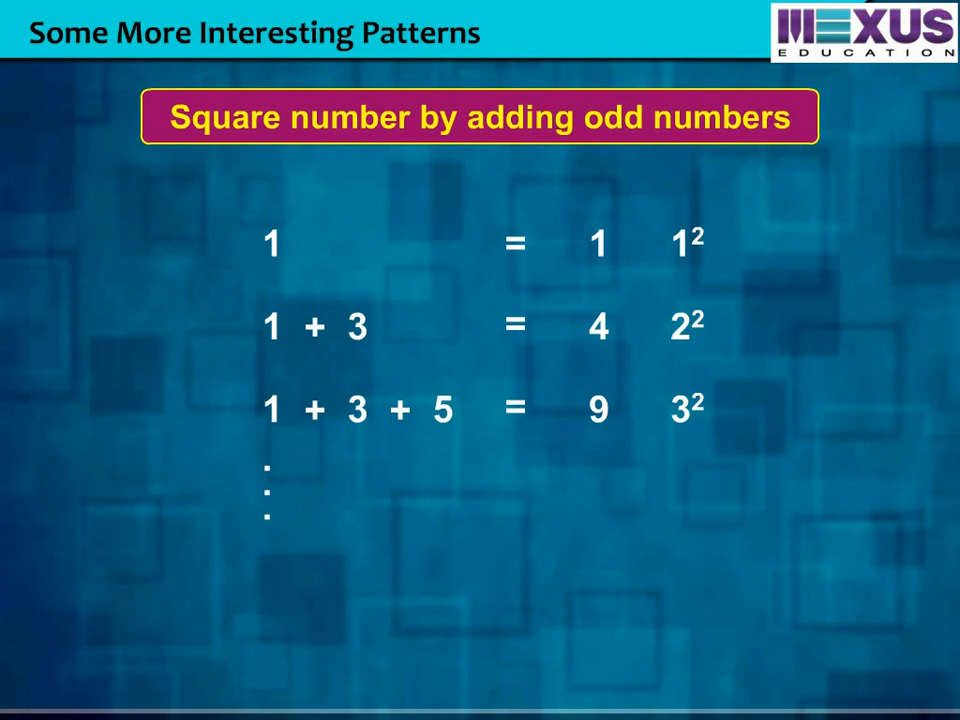 Some More Interesting Patterns
MEXUS
EDUCATION
Square number by adding odd numbers
1 = 1 1²
1 + 3 = 4 2²
1 + 3 + 5 = 9 3²
.
.
.